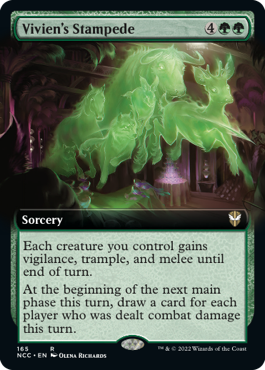 Vivien's Stampede 4
Sorcery
Each creature you control gains
vigilance, trample, and melee until
end of turn.
At the beginning of the next main
phase this turn, draw a card for each
player who was dealt combat damage
this turn.
165 R
NCC • EN Olena Richards ™ & © 2022 Wizards of the Coast